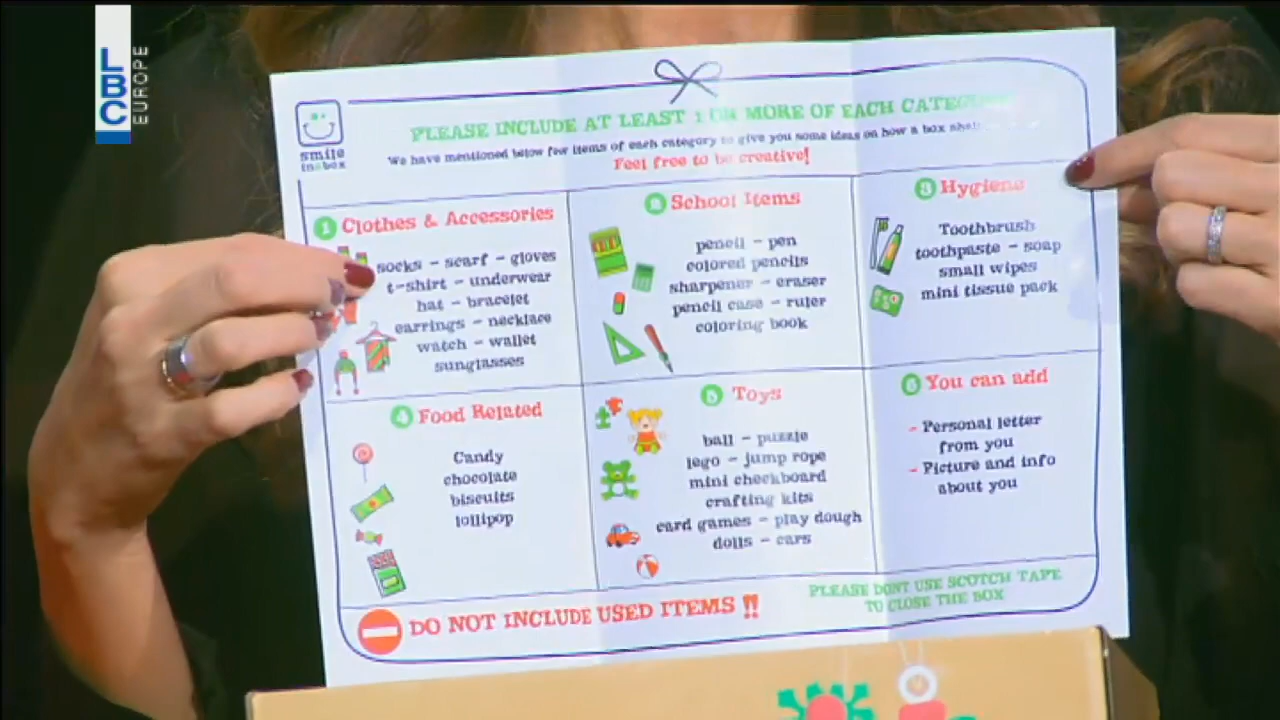 LBC
EUROPE
smile
in a box
PLEASE INCLUDE AT LEAST 1 OR MORE OF EACH
We have mentioned below few items of each category to give you some ideas on how a box
Feel free to be creative!
1 Clothes & Accessories
socks - scarf - gloves
t-shirt - underwear
hat - bracelet
earrings - necklace
watch - wallet
sunglasses
2 School Items
pencil - pen
colored pencils
sharpener - eraser
pencil case - ruler
coloring book
3 Hygiene
Toothbrush
toothpaste - soap
small wipes
mini tissue pack
4 Food Related
Candy
chocolate
biscuits
lollipop
5 Toys
ball - puzzle
lego - jump rope
mini checkboard
crafting kits
card games - play dough
dolls - cars
6 You can add
- Personal letter
from you
- Picture and info
about you
DO NOT INCLUDE USED ITEMS !!
PLEASE DONT USE SCOTCH TAPE
TO CLOSE THE BOX